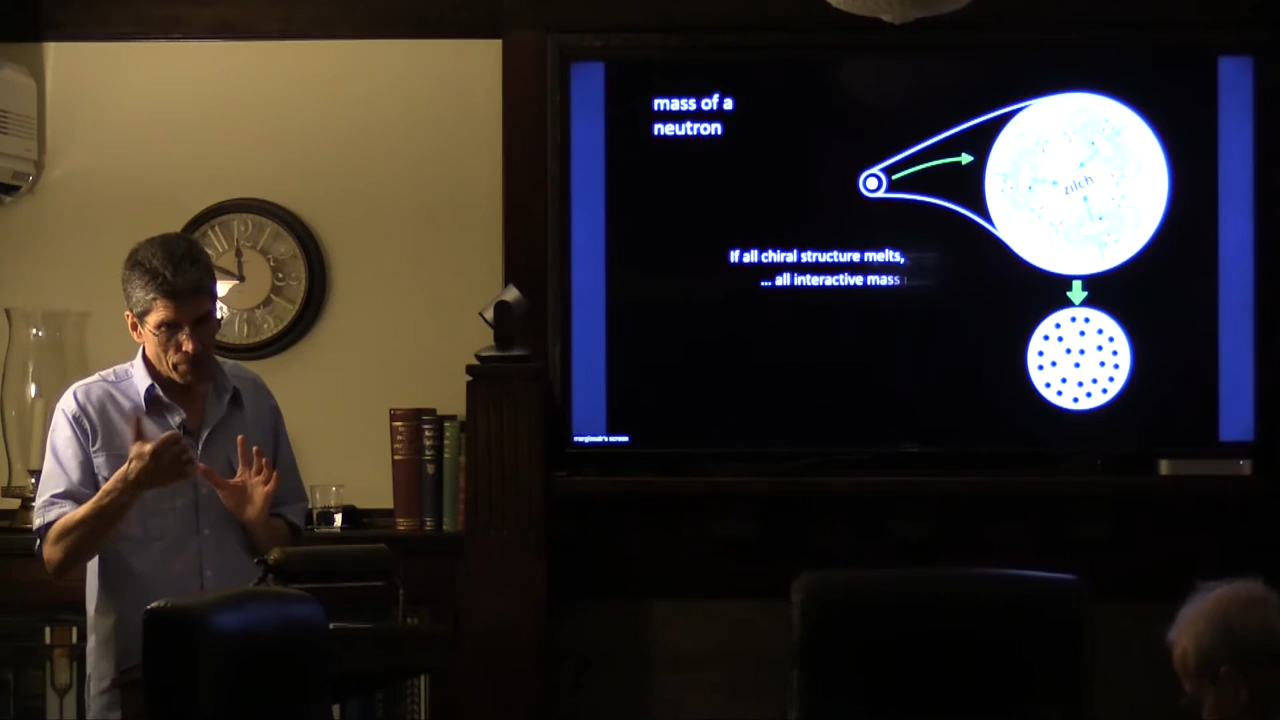 mass of a
neutron
zilch
If all chiral structure melts,
... all interactive mass